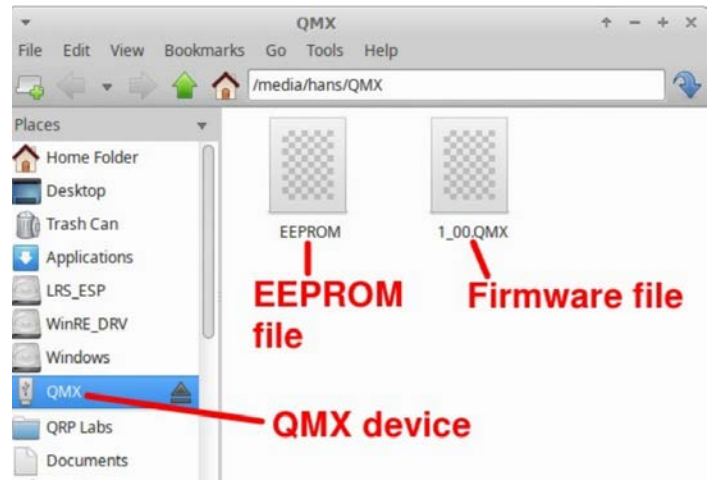 QMX
File Edit View Bookmarks Go Tools Help
/media/hans/QMX
Places
Home Folder
Desktop
Trash Can
Applications
LRS_ESP
WinRE_DRV
Windows
QMX
QRP Labs
Documents
EEPROM
1_00.QMX
EEPROM
file
Firmware file
QMX device